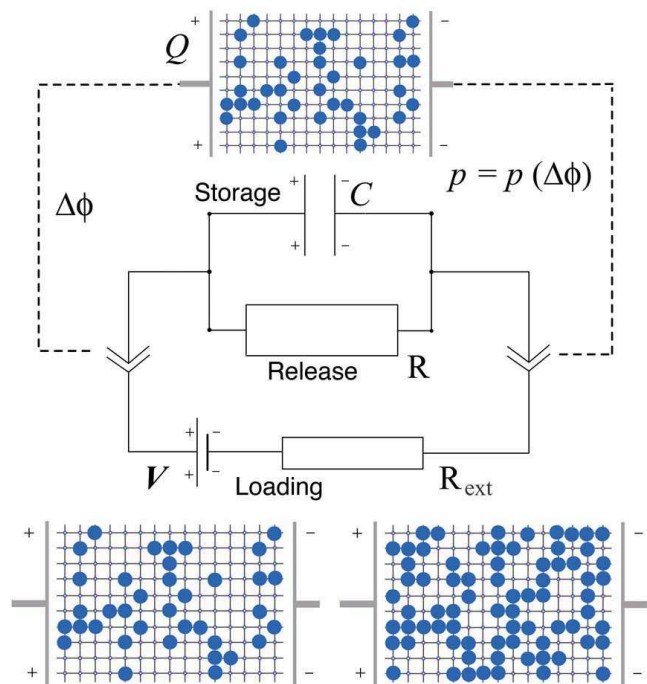 + −
Q
+ −
Δϕ
p = p (Δϕ)
Storage
+ − C
+ −
Release R
+ −
+ −
V Loading R_ext
+ − + −
+ − + −